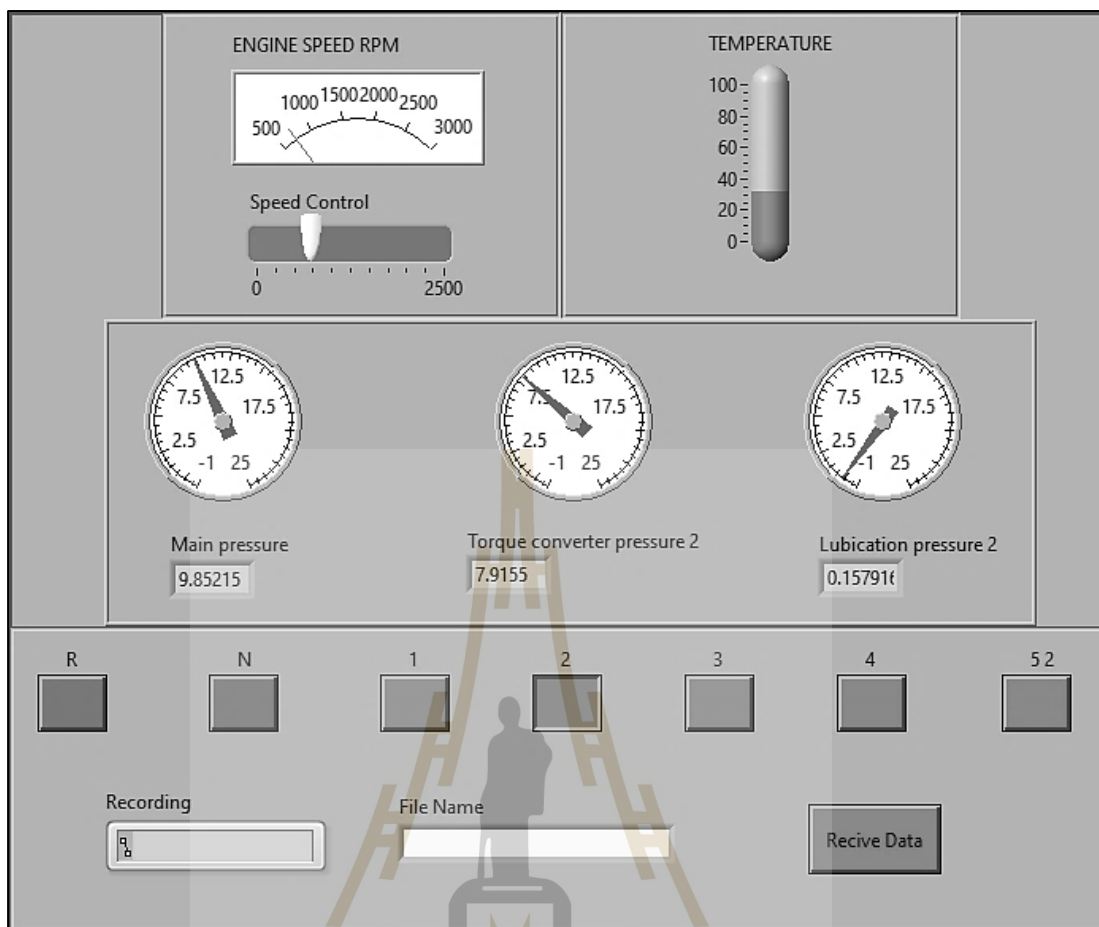 ENGINE SPEED RPM
500 1000 1500 2000 2500 3000
Speed Control
0 2500
TEMPERATURE
100
80
60
40
20
0
-1 2.5 7.5 12.5 17.5 25
Main pressure
9.85215
-1 2.5 7.5 12.5 17.5 25
Torque converter pressure 2
7.9155
-1 2.5 7.5 12.5 17.5 25
Lubication pressure 2
0.157916
R N 1 2 3 4 5 2
Recording
File Name
Recive Data